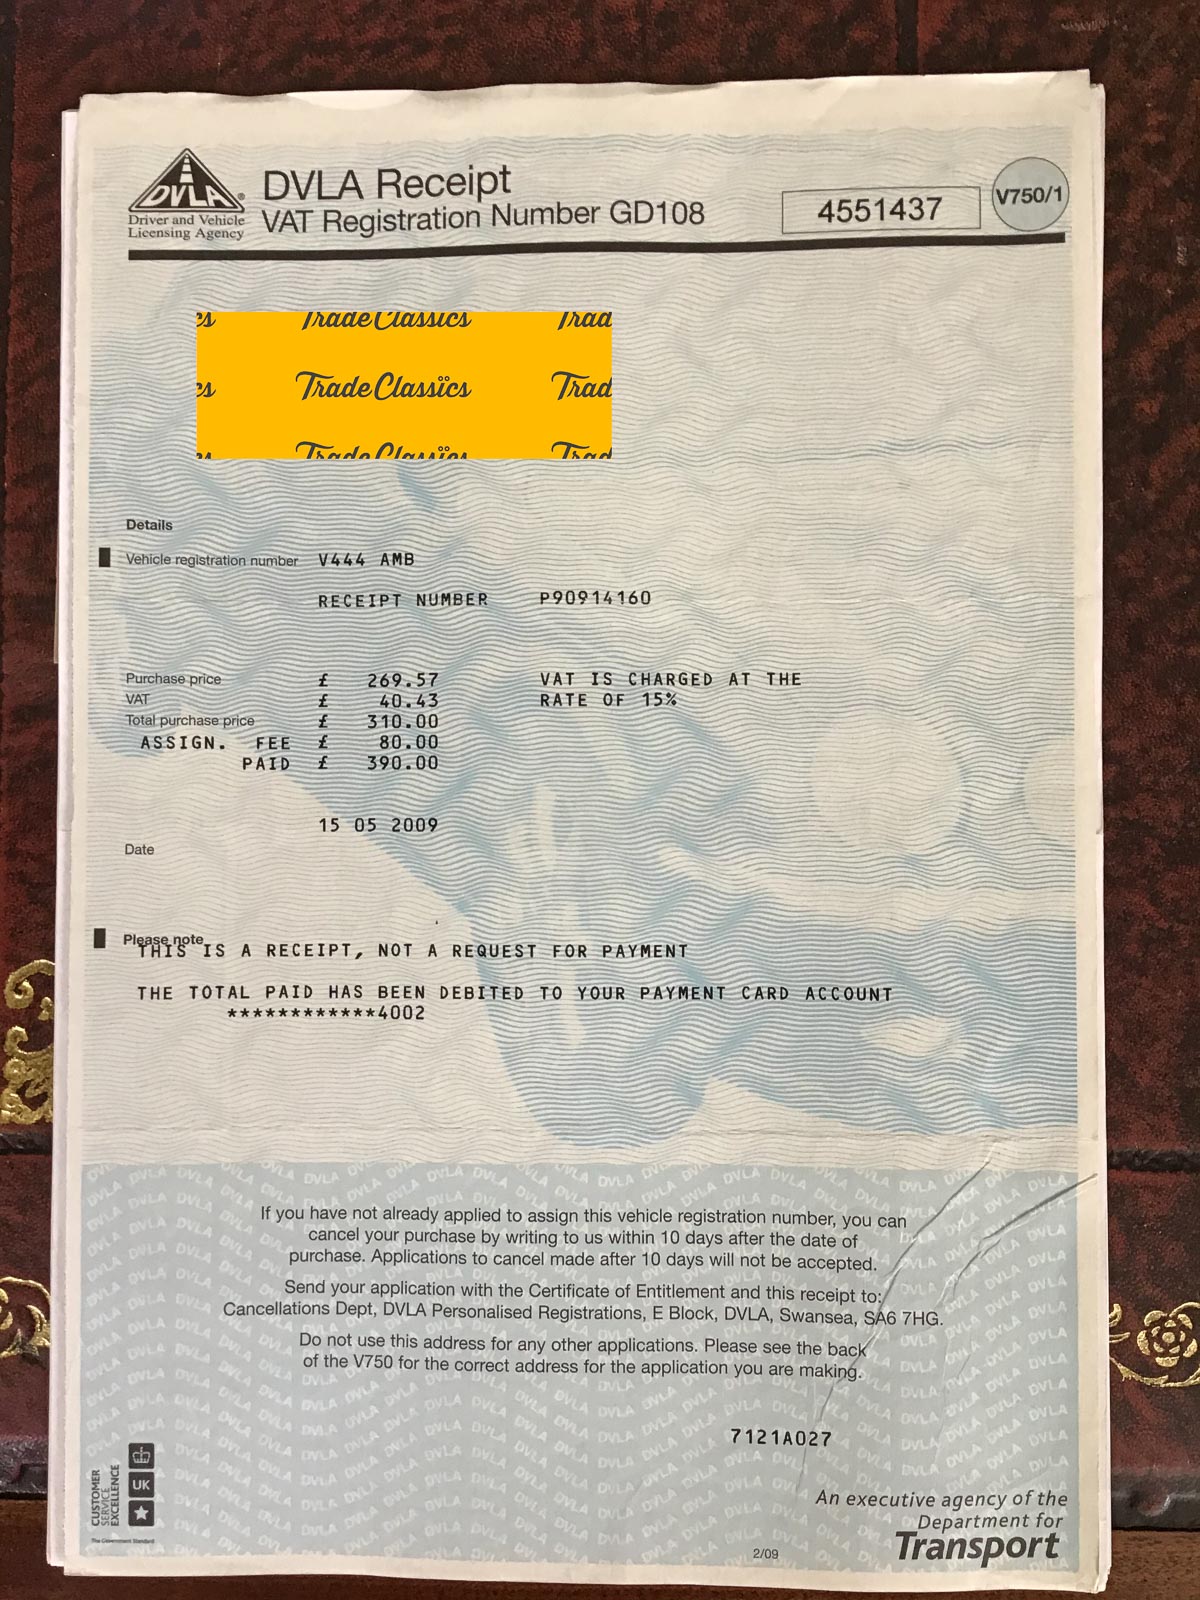 DVLA®
Driver and Vehicle
Licensing Agency
DVLA Receipt
VAT Registration Number GD108
4551437
V750/1
Trade Classics
Details
Vehicle registration number V444 AMB
RECEIPT NUMBER P90914160
Purchase price £ 269.57 VAT IS CHARGED AT THE
VAT £ 40.43 RATE OF 15%
Total purchase price £ 310.00
ASSIGN. FEE £ 80.00
PAID £ 390.00
15 05 2009
Date
Please note
THIS IS A RECEIPT, NOT A REQUEST FOR PAYMENT
THE TOTAL PAID HAS BEEN DEBITED TO YOUR PAYMENT CARD ACCOUNT
************4002
If you have not already applied to assign this vehicle registration number, you can
cancel your purchase by writing to us within 10 days after the date of
purchase. Applications to cancel made after 10 days will not be accepted.
Send your application with the Certificate of Entitlement and this receipt to:
Cancellations Dept, DVLA Personalised Registrations, E Block, DVLA, Swansea, SA6 7HG.
Do not use this address for any other applications. Please see the back
of the V750 for the correct address for the application you are making.
7121A027
CUSTOMER
SERVICE
EXCELLENCE
UK
The Government Standard
2/09
An executive agency of the
Department for
Transport